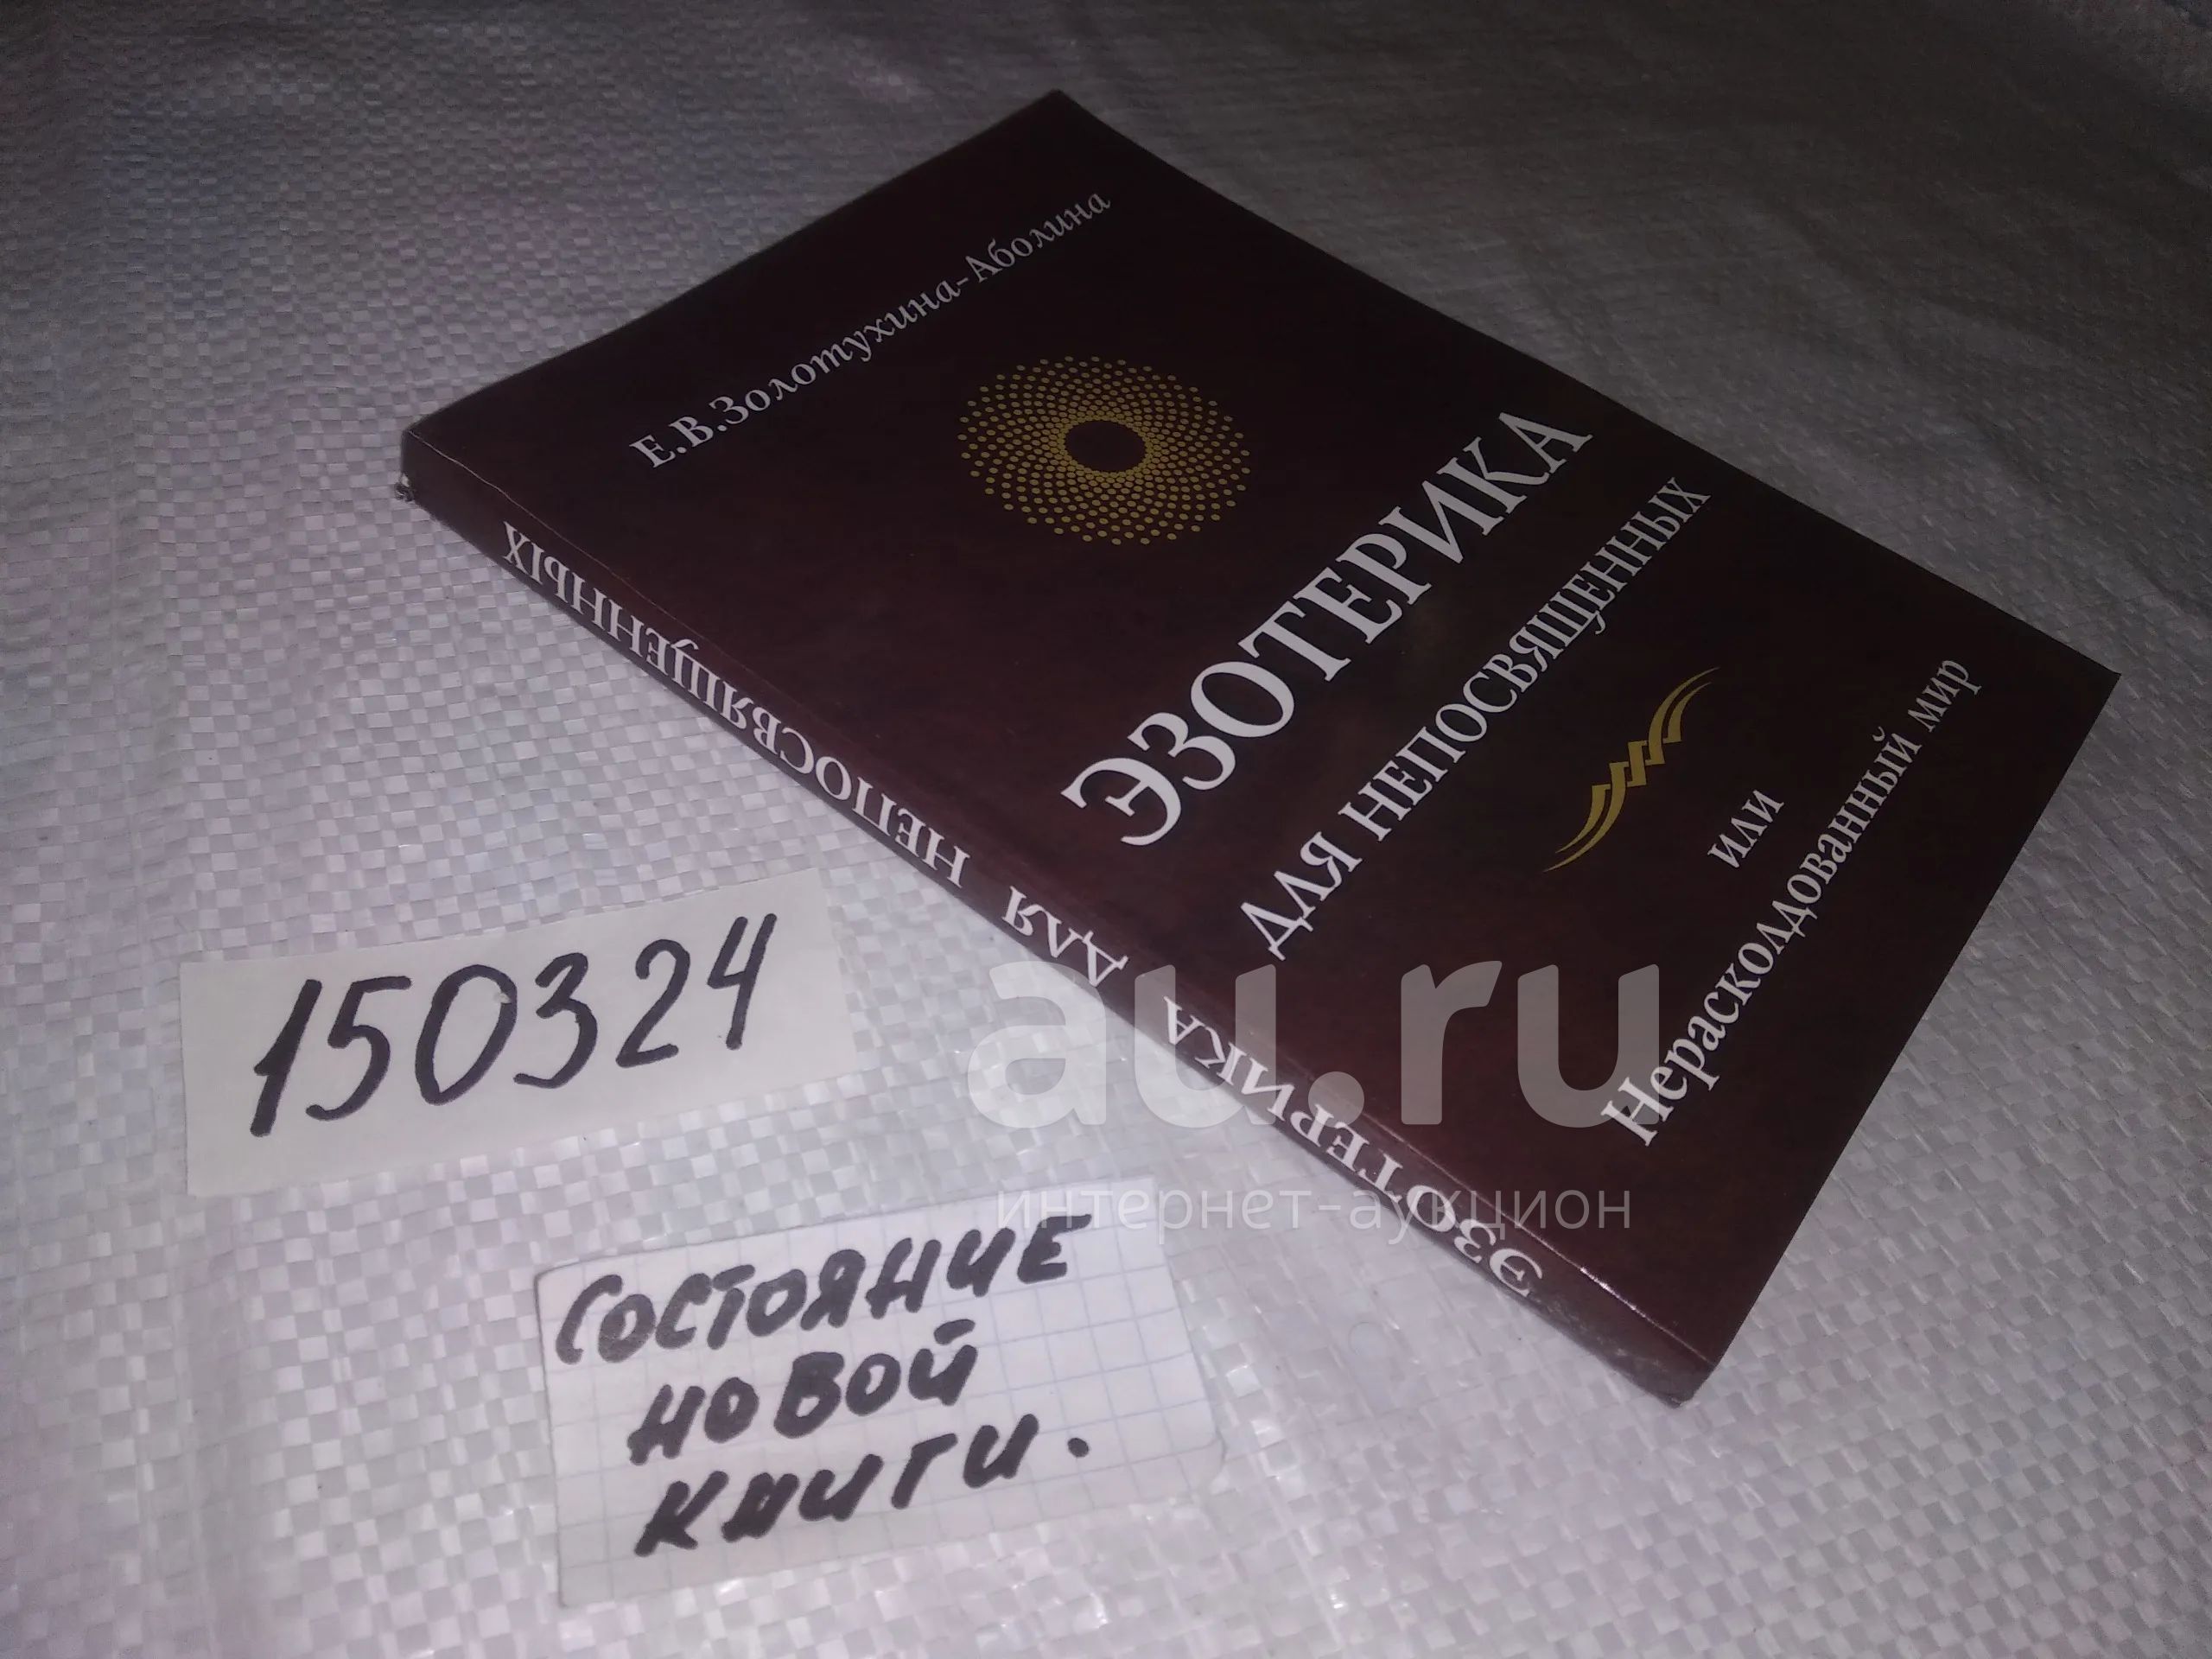 Е.В.Золотухина-Аболина
ЭЗОТЕРИКА
ДЛЯ НЕПОСВЯЩЕННЫХ
или
Нерасколдованный мир
ЭЗОТЕРИКА ДЛЯ НЕПОСВЯЩЕННЫХ
150324
СОСТОЯНИЕ
НОВОЙ
КНИГИ.
au.ru
интернет-аукцион